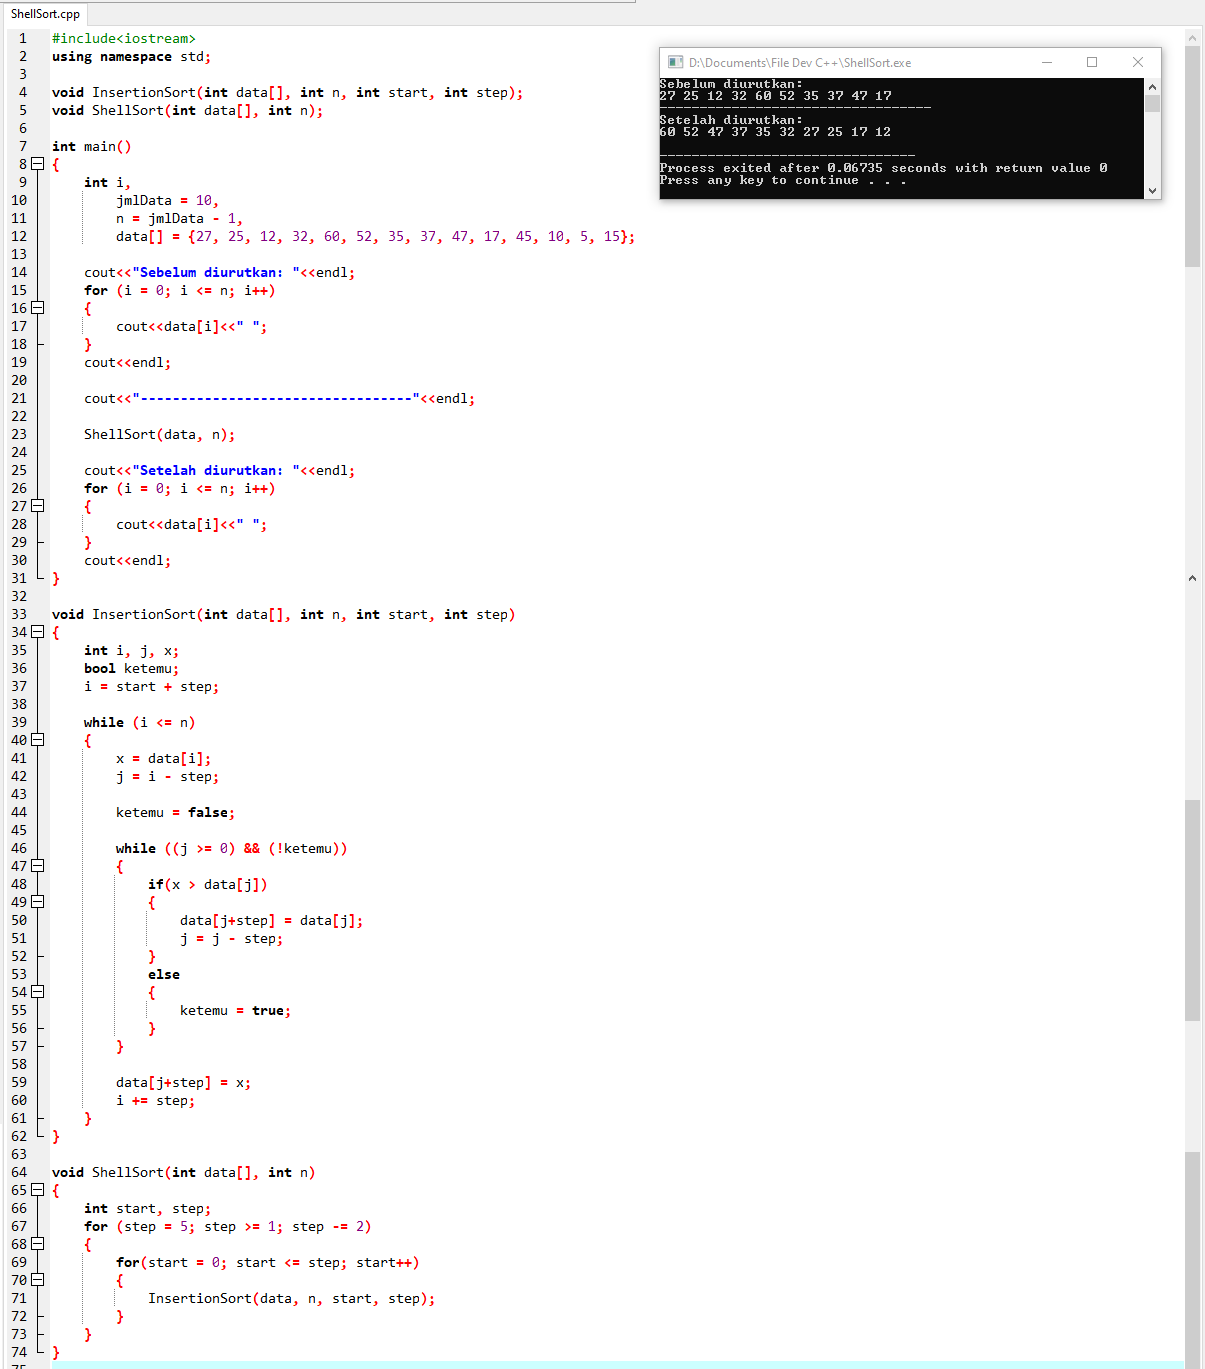 ShellSort.cpp
1 #include<iostream>
2 using namespace std;
3
4 void InsertionSort(int data[], int n, int start, int step);
5 void ShellSort(int data[], int n);
6
7 int main()
8 {
9     int i,
10         jmlData = 10,
11         n = jmlData - 1,
12         data[] = {27, 25, 12, 32, 60, 52, 35, 37, 47, 17, 45, 10, 5, 15};
13
14     cout<<"Sebelum diurutkan: "<<endl;
15     for (i = 0; i <= n; i++)
16     {
17         cout<<data[i]<<" ";
18     }
19     cout<<endl;
20
21     cout<<"----------------------------------"<<endl;
22
23     ShellSort(data, n);
24
25     cout<<"Setelah diurutkan: "<<endl;
26     for (i = 0; i <= n; i++)
27     {
28         cout<<data[i]<<" ";
29     }
30     cout<<endl;
31 }
32
33 void InsertionSort(int data[], int n, int start, int step)
34 {
35     int i, j, x;
36     bool ketemu;
37     i = start + step;
38
39     while (i <= n)
40     {
41         x = data[i];
42         j = i - step;
43
44         ketemu = false;
45
46         while ((j >= 0) && (!ketemu))
47         {
48             if(x > data[j])
49             {
50                 data[j+step] = data[j];
51                 j = j - step;
52             }
53             else
54             {
55                 ketemu = true;
56             }
57         }
58
59         data[j+step] = x;
60         i += step;
61     }
62 }
63
64 void ShellSort(int data[], int n)
65 {
66     int start, step;
67     for (step = 5; step >= 1; step -= 2)
68     {
69         for(start = 0; start <= step; start++)
70         {
71             InsertionSort(data, n, start, step);
72         }
73     }
74 }
75
D:\Documents\File Dev C++\ShellSort.exe
Sebelum diurutkan:
27 25 12 32 60 52 35 37 47 17
----------------------------------
Setelah diurutkan:
60 52 47 37 35 32 27 25 17 12
--------------------------------
Process exited after 0.06735 seconds with return value 0
Press any key to continue . . .